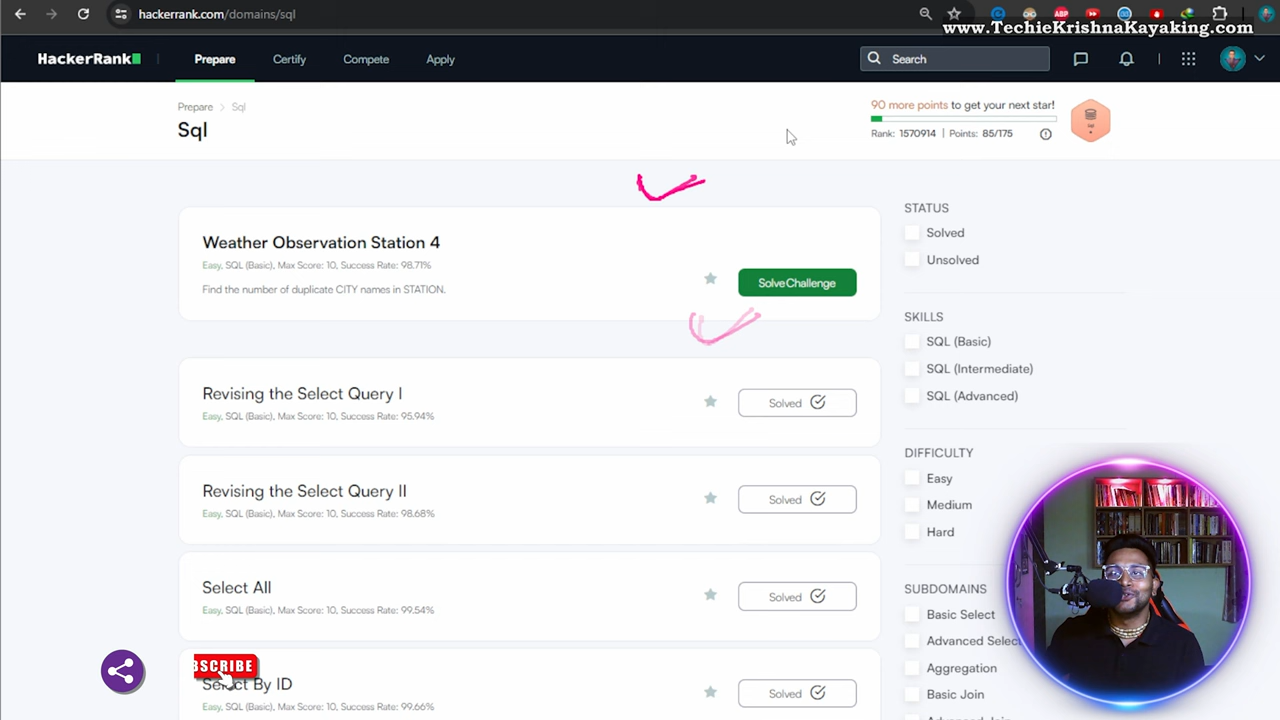 hackerrank.com/domains/sql
ABP
www.TechieKrishnaKayaking.com
HackerRank
Prepare
Certify
Compete
Apply
Search
Prepare > Sql
Sql
90 more points to get your next star!
Rank: 1570914 | Points: 85/175
sql
Weather Observation Station 4
Easy, SQL (Basic), Max Score: 10, Success Rate: 98.71%
Find the number of duplicate CITY names in STATION.
Solve Challenge
Revising the Select Query I
Easy, SQL (Basic), Max Score: 10, Success Rate: 95.94%
Solved
Revising the Select Query II
Easy, SQL (Basic), Max Score: 10, Success Rate: 98.68%
Solved
Select All
Easy, SQL (Basic), Max Score: 10, Success Rate: 99.54%
Solved
BSCRIBE
Select By ID
Easy, SQL (Basic), Max Score: 10, Success Rate: 99.66%
Solved
STATUS
Solved
Unsolved
SKILLS
SQL (Basic)
SQL (Intermediate)
SQL (Advanced)
DIFFICULTY
Easy
Medium
Hard
SUBDOMAINS
Basic Select
Advanced Select
Aggregation
Basic Join